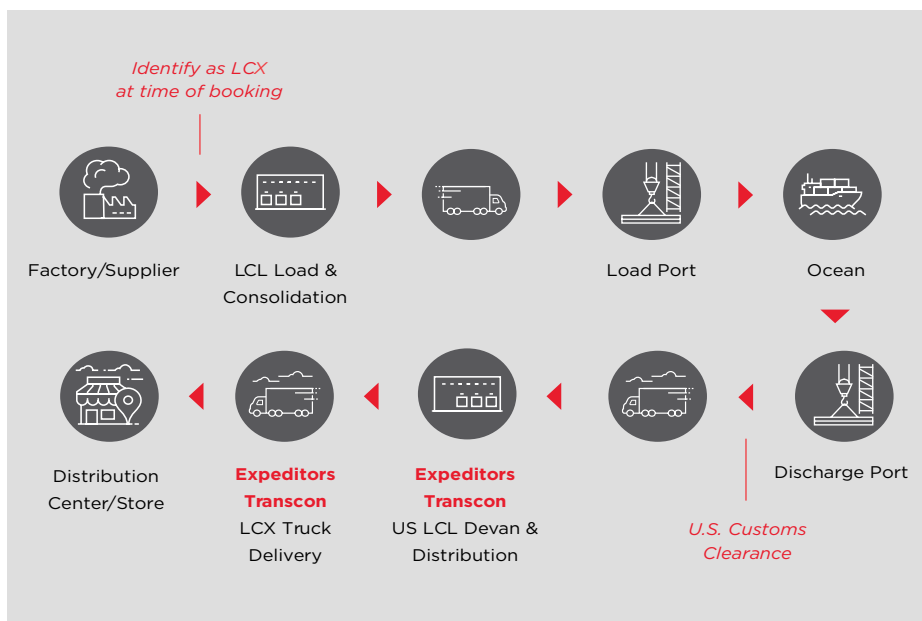 Identify as LCX
at time of booking
Factory/Supplier
LCL Load &
Consolidation
Load Port
Ocean
Distribution
Center/Store
Expeditors
Transcon
LCX Truck
Delivery
Expeditors
Transcon
US LCL Devan &
Distribution
U.S. Customs
Clearance
Discharge Port